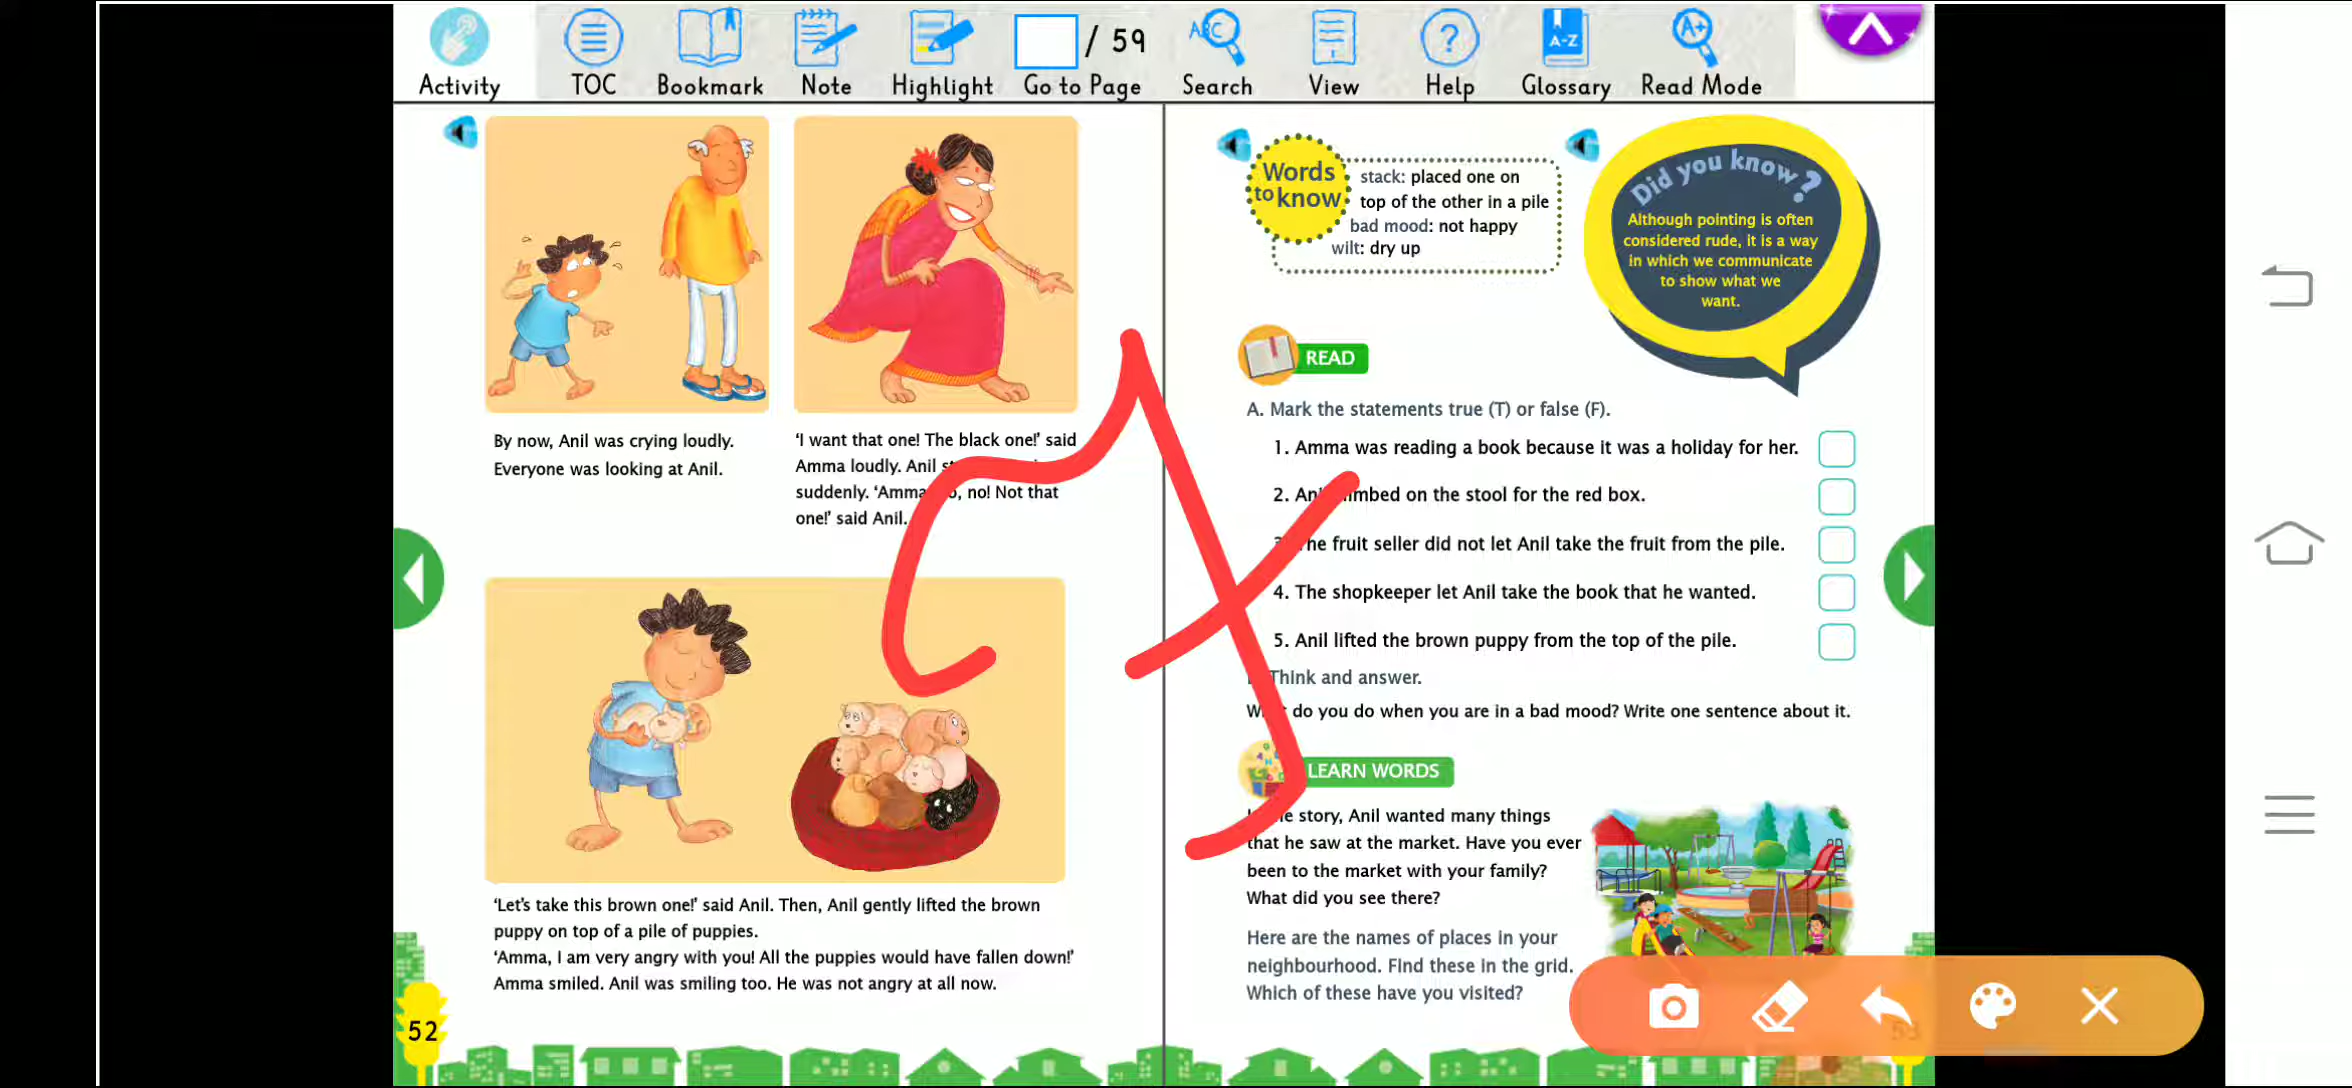 Activity
TOC
Bookmark
Note
Highlight
/ 59
Go to Page
ABC
Search
View
?
Help
A-Z
Glossary
A+
Read Mode
By now, Anil was crying loudly.
Everyone was looking at Anil.
‘I want that one! The black one!’ said
Amma loudly. Anil
suddenly. ‘Amma, no! Not that
one!’ said Anil.
‘Let’s take this brown one!’ said Anil. Then, Anil gently lifted the brown
puppy on top of a pile of puppies.
‘Amma, I am very angry with you! All the puppies would have fallen down!’
Amma smiled. Anil was smiling too. He was not angry at all now.
52
Words
to know
stack: placed one on
top of the other in a pile
bad mood: not happy
wilt: dry up
Did you know?
Although pointing is often
considered rude, it is a way
in which we communicate
to show what we
want.
READ
A. Mark the statements true (T) or false (F).
1. Amma was reading a book because it was a holiday for her.
2. Anil climbed on the stool for the red box.
3. The fruit seller did not let Anil take the fruit from the pile.
4. The shopkeeper let Anil take the book that he wanted.
5. Anil lifted the brown puppy from the top of the pile.
Think and answer.
What do you do when you are in a bad mood? Write one sentence about it.
LEARN WORDS
In the story, Anil wanted many things
that he saw at the market. Have you ever
been to the market with your family?
What did you see there?
Here are the names of places in your
neighbourhood. Find these in the grid.
Which of these have you visited?
53